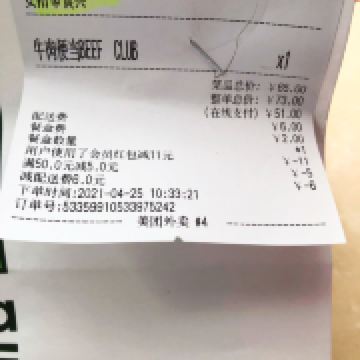 牛肉梗当BEEF CLUB
x1
菜品总价: ￥65.00
整单总价: ￥73.00
(在线支付) ￥51.00
配送费 ￥6.00
餐盒费 ￥2.00
餐盒数量 *1
用户使用了会员红包减11元 ￥-11
满50.0元减5.0元 ￥-5
减配送费6.0元 ￥-6
下单时间:2021-04-25 10:33:21
订单号:53359910533975242
美团外卖 #4